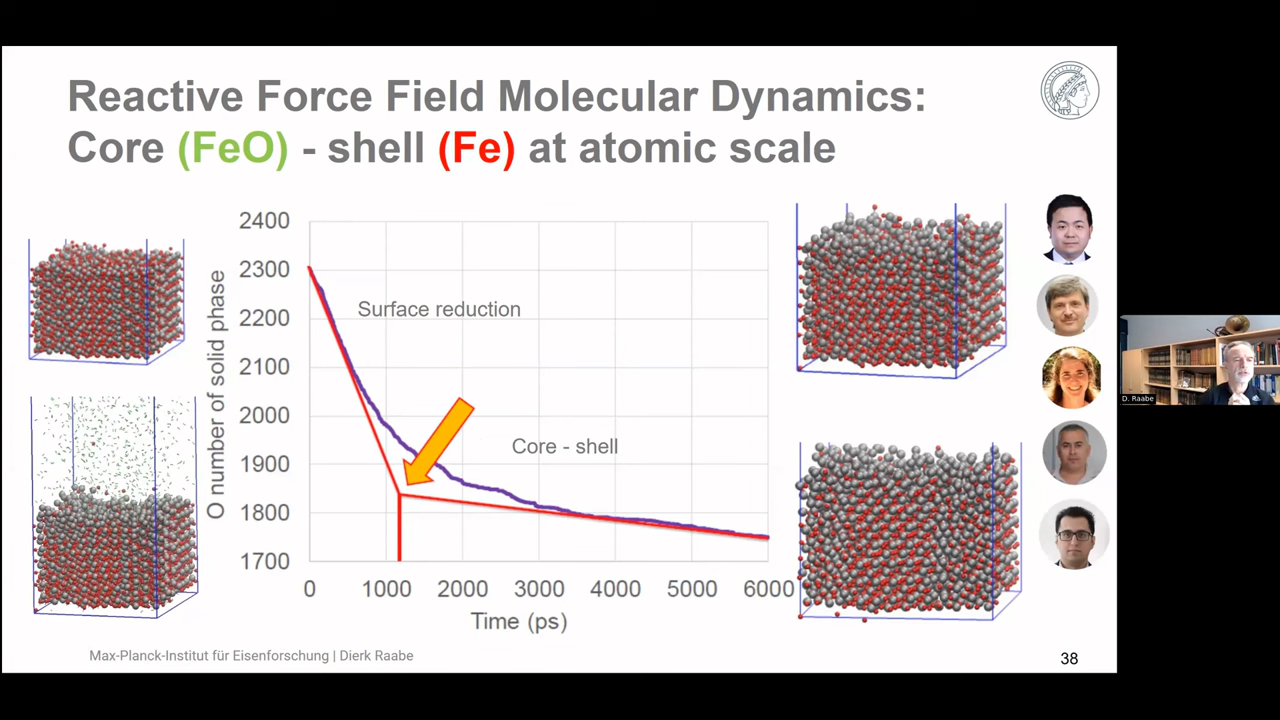 Reactive Force Field Molecular Dynamics:
Core (FeO) - shell (Fe) at atomic scale
O number of solid phase
2400
2300
2200
2100
2000
1900
1800
1700
Surface reduction
Core - shell
0 1000 2000 3000 4000 5000 6000
Time (ps)
D. Raabe
Max-Planck-Institut für Eisenforschung | Dierk Raabe
38